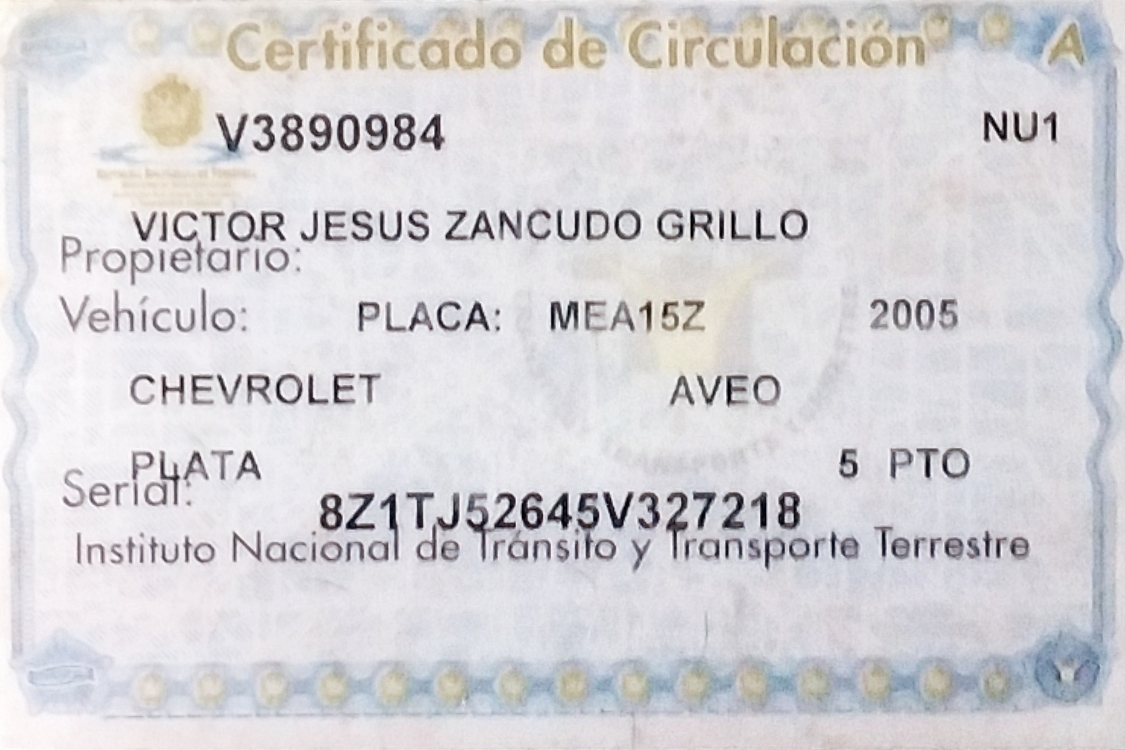 Certificado de Circulación A
V3890984 NU1
VICTOR JESUS ZANCUDO GRILLO
Propietario:
Vehículo: PLACA: MEA15Z 2005
CHEVROLET AVEO
PLATA 5 PTO
Serial:
8Z1TJ52645V327218
Instituto Nacional de Tránsito y Transporte Terrestre